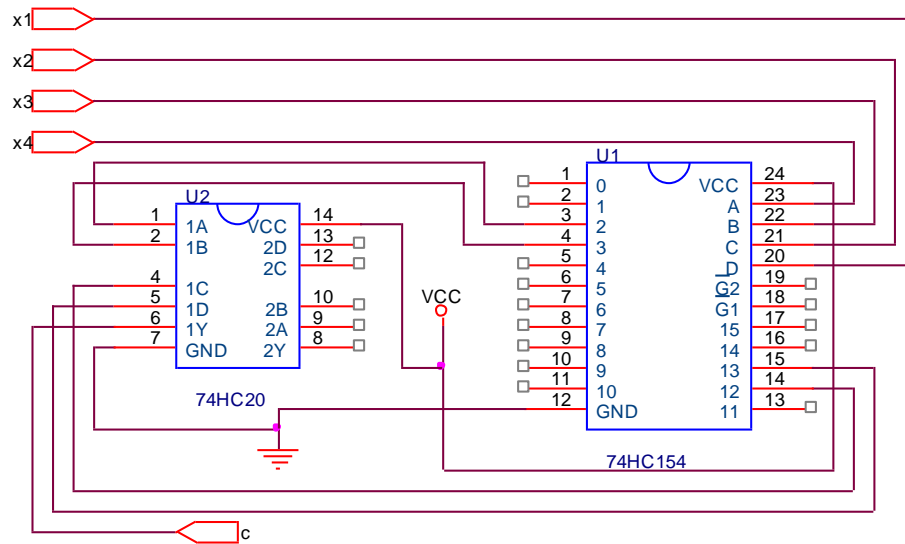 x1
x2
x3
x4
U2
1 1A VCC 14
2 1B 2D 13
2C 12
4 1C
5 1D 2B 10
6 1Y 2A 9
7 GND 2Y 8
74HC20
VCC
U1
1 0 VCC 24
2 1 A 23
3 2 B 22
4 3 C 21
5 4 D 20
6 5 G2 19
7 6 G1 18
8 7 15 17
9 8 14 16
10 9 13 15
11 10 12 14
12 GND 11 13
74HC154
c